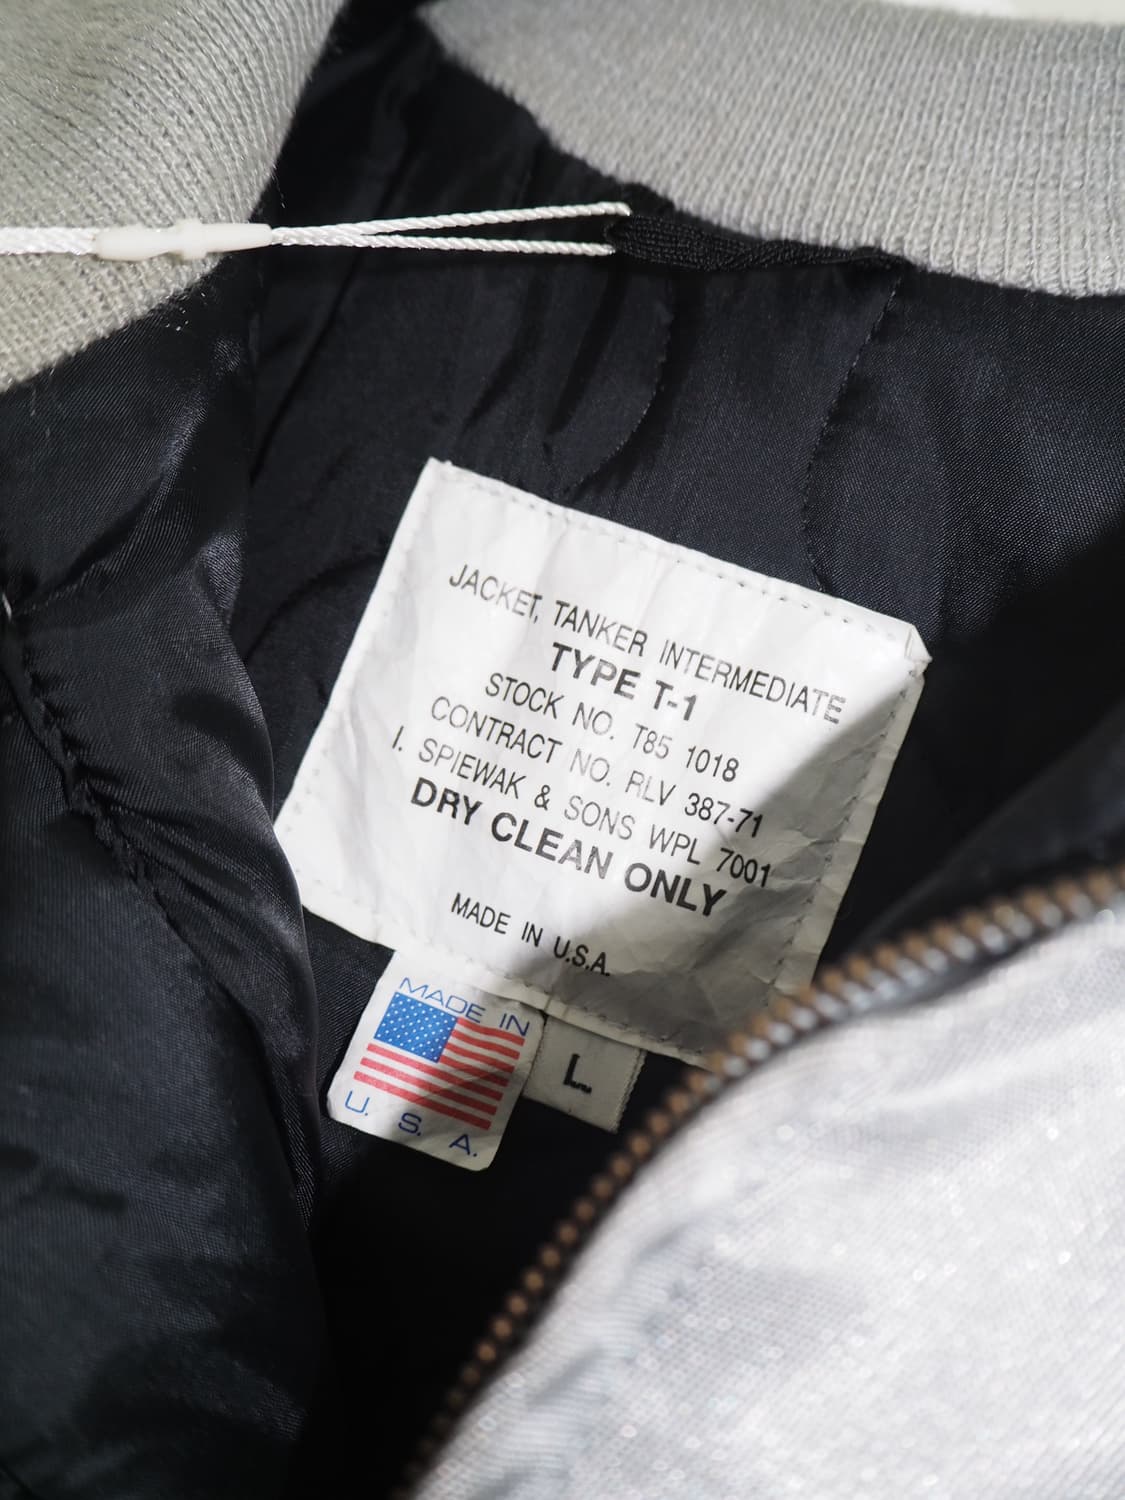 JACKET, TANKER INTERMEDIATE
TYPE T-1
STOCK NO. T85 1018
CONTRACT NO. RLV 387-71
I. SPIEWAK & SONS WPL 7001
DRY CLEAN ONLY
MADE IN U.S.A.
MADE IN
U. S. A.
L